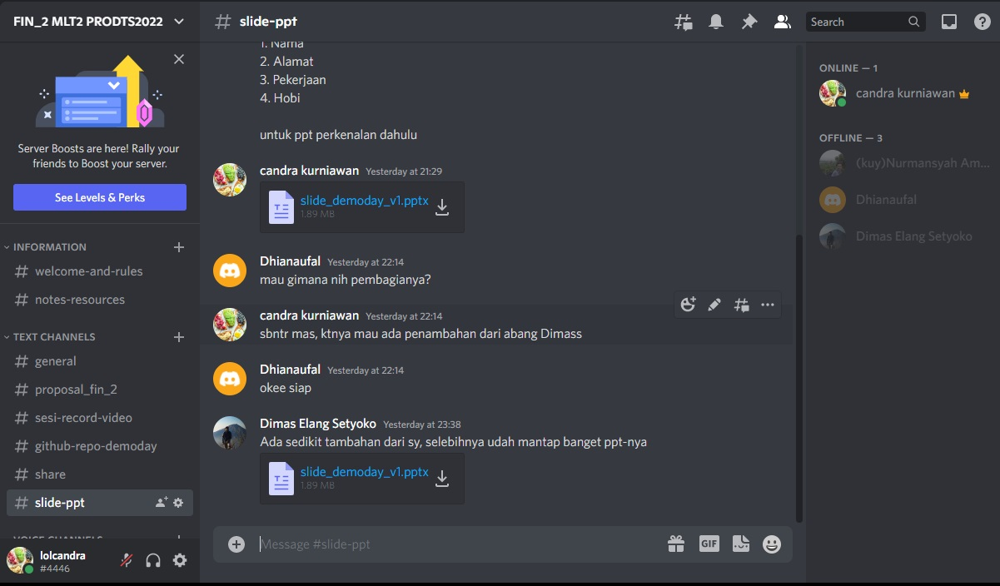 FIN_2 MLT2 PRODTS2022
Server Boosts are here! Rally your
friends to Boost your server.
See Levels & Perks
INFORMATION
welcome-and-rules
notes-resources
TEXT CHANNELS
general
proposal_fin_2
sesi-record-video
github-repo-demoday
share
slide-ppt
VOICE CHANNELS
lolcandra
#4446
slide-ppt
Search
1. Nama
2. Alamat
3. Pekerjaan
4. Hobi
untuk ppt perkenalan dahulu
candra kurniawan Yesterday at 21:29
slide_demoday_v1.pptx
1.89 MB
Dhianaufal Yesterday at 22:14
mau gimana nih pembagianya?
candra kurniawan Yesterday at 22:14
sbntr mas, ktnya mau ada penambahan dari abang Dimass
Dhianaufal Yesterday at 22:14
okee siap
Dimas Elang Setyoko Yesterday at 23:38
Ada sedikit tambahan dari sy, selebihnya udah mantap banget ppt-nya
slide_demoday_v1.pptx
1.89 MB
Message #slide-ppt
GIF
ONLINE — 1
candra kurniawan
OFFLINE — 3
(kuy)Nurmansyah Am...
Dhianaufal
Dimas Elang Setyoko